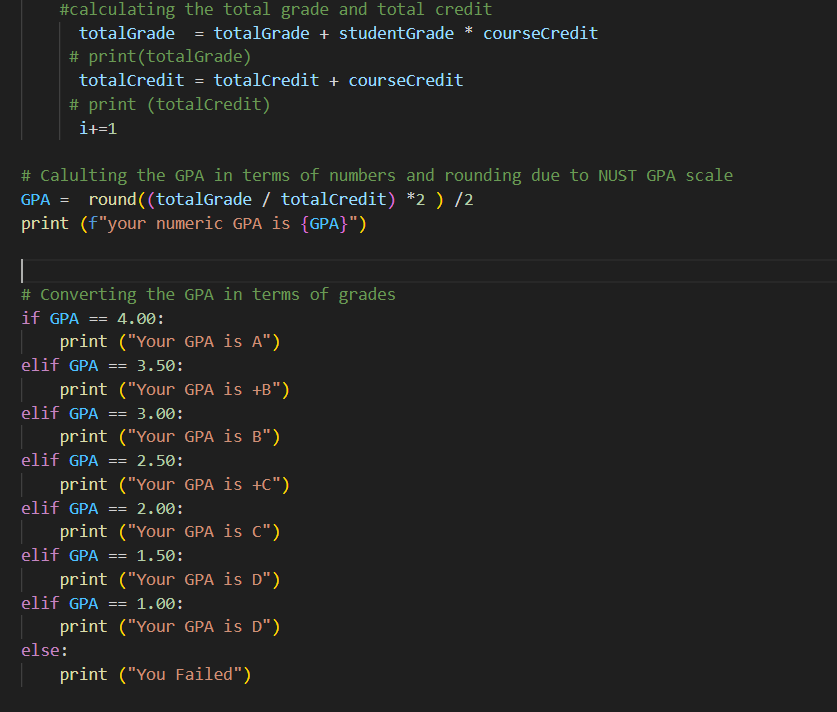 #calculating the total grade and total credit
totalGrade  = totalGrade + studentGrade * courseCredit
# print(totalGrade)
totalCredit = totalCredit + courseCredit
# print (totalCredit)
i+=1
# Calulting the GPA in terms of numbers and rounding due to NUST GPA scale
GPA =  round((totalGrade / totalCredit) *2 ) /2
print (f"your numeric GPA is {GPA}")
# Converting the GPA in terms of grades
if GPA == 4.00:
print ("Your GPA is A")
elif GPA == 3.50:
print ("Your GPA is +B")
elif GPA == 3.00:
print ("Your GPA is B")
elif GPA == 2.50:
print ("Your GPA is +C")
elif GPA == 2.00:
print ("Your GPA is C")
elif GPA == 1.50:
print ("Your GPA is D")
elif GPA == 1.00:
print ("Your GPA is D")
else:
print ("You Failed")